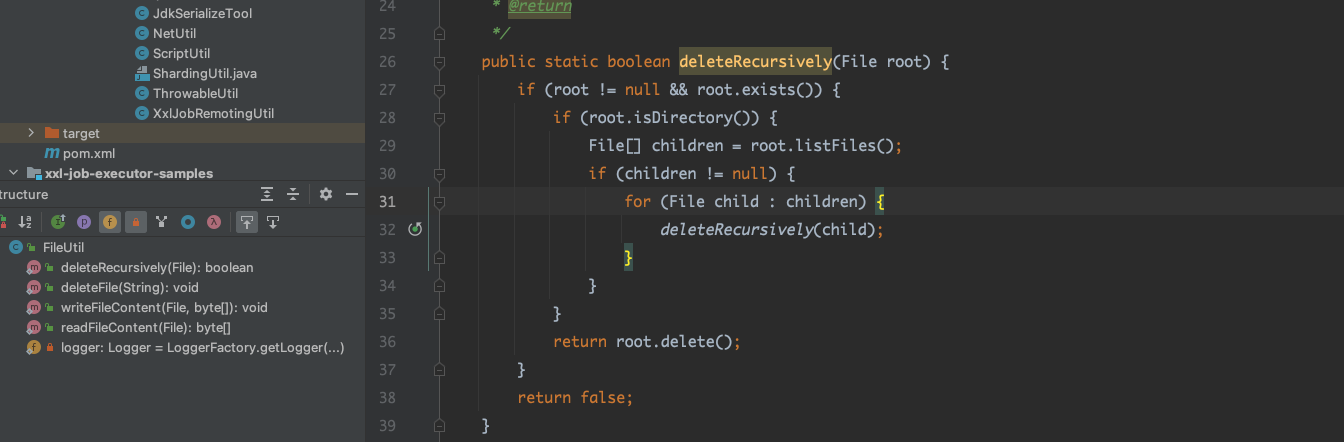 JdkSerializeTool
NetUtil
ScriptUtil
ShardingUtil.java
ThrowableUtil
XxlJobRemotingUtil
target
pom.xml
xxl-job-executor-samples
tructure
FileUtil
deleteRecursively(File): boolean
deleteFile(String): void
writeFileContent(File, byte[]): void
readFileContent(File): byte[]
logger: Logger = LoggerFactory.getLogger(...)
24 * @return
25 */
26 public static boolean deleteRecursively(File root) {
27 if (root != null && root.exists()) {
28 if (root.isDirectory()) {
29 File[] children = root.listFiles();
30 if (children != null) {
31 for (File child : children) {
32 deleteRecursively(child);
33 }
34 }
35 }
36 return root.delete();
37 }
38 return false;
39 }